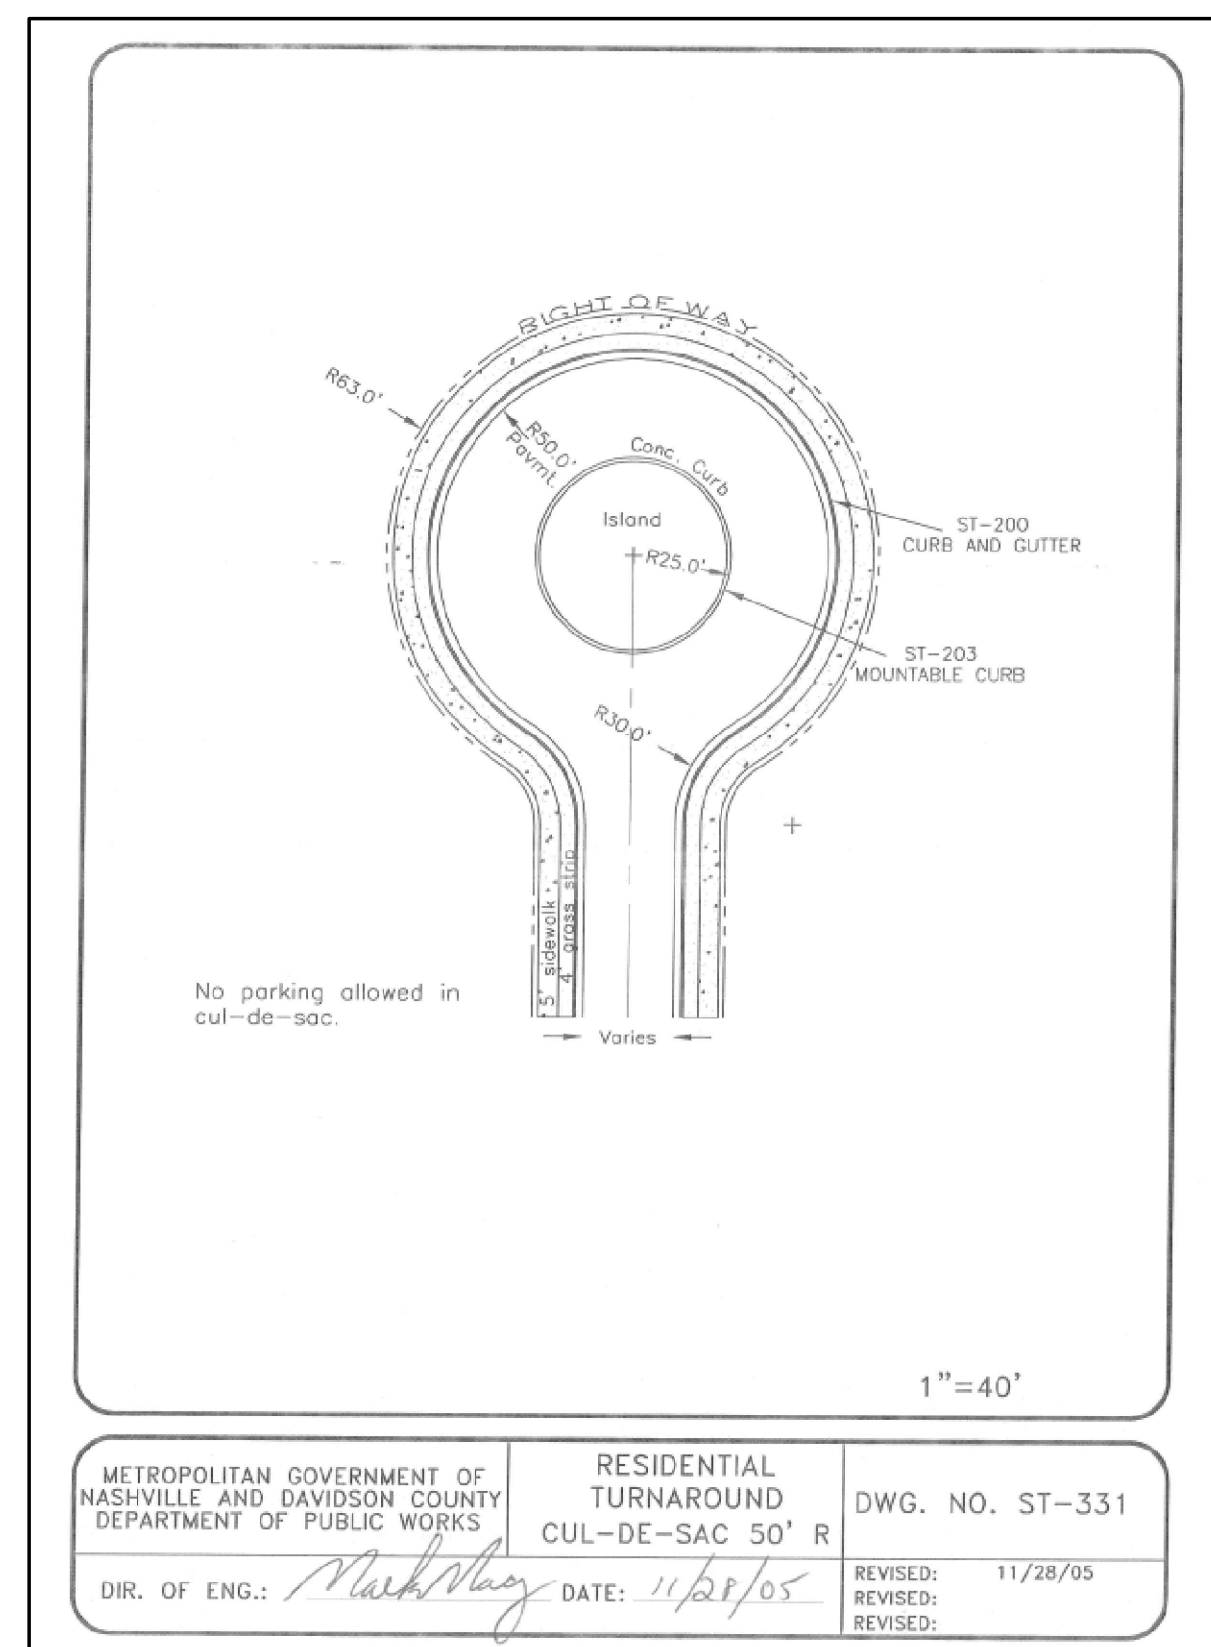 RIGHT OF WAY
R63.0'
R50.0'
Pavmt.
Conc. Curb
Island
R25.0'
ST-200
CURB AND GUTTER
ST-203
MOUNTABLE CURB
R30.0'
5' sidewalk
4' grass strip
No parking allowed in
cul-de-sac.
Varies
1"=40'
METROPOLITAN GOVERNMENT OF
NASHVILLE AND DAVIDSON COUNTY
DEPARTMENT OF PUBLIC WORKS
RESIDENTIAL
TURNAROUND
CUL-DE-SAC 50' R
DWG. NO. ST-331
DIR. OF ENG.:
DATE: 11/28/05
REVISED: 11/28/05
REVISED:
REVISED: